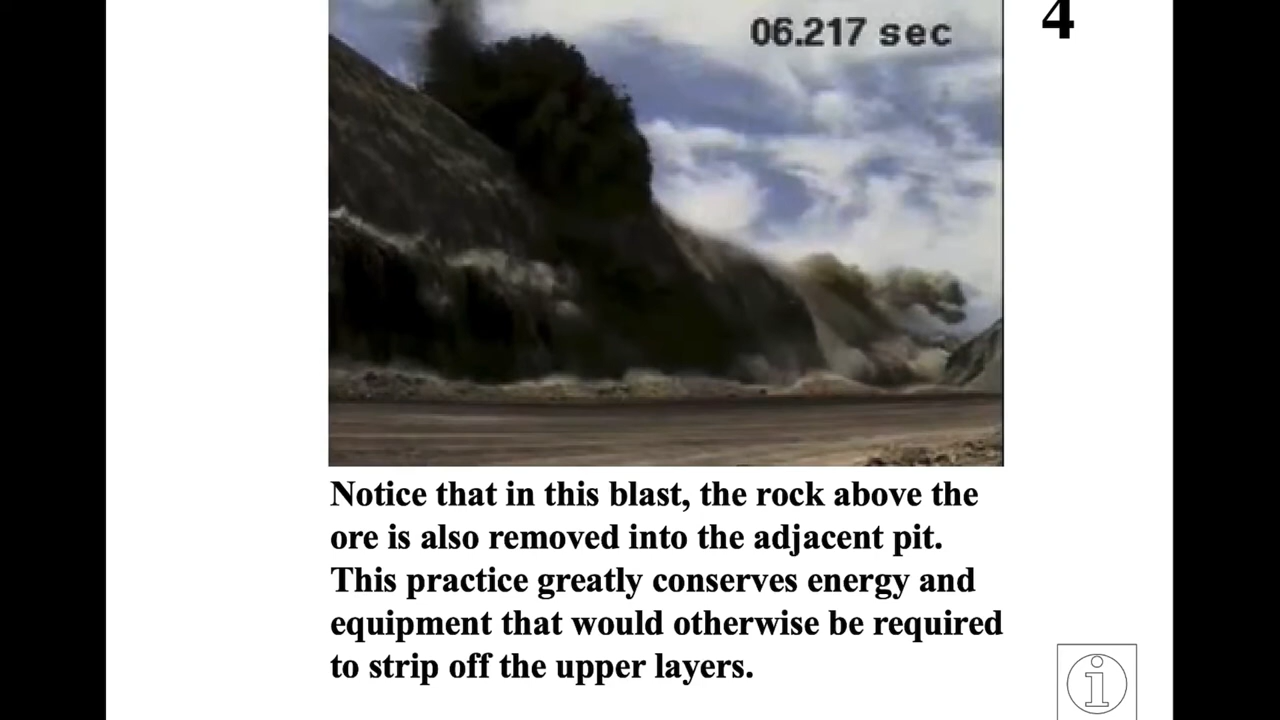 06.217 sec
4
Notice that in this blast, the rock above the
ore is also removed into the adjacent pit.
This practice greatly conserves energy and
equipment that would otherwise be required
to strip off the upper layers.
i